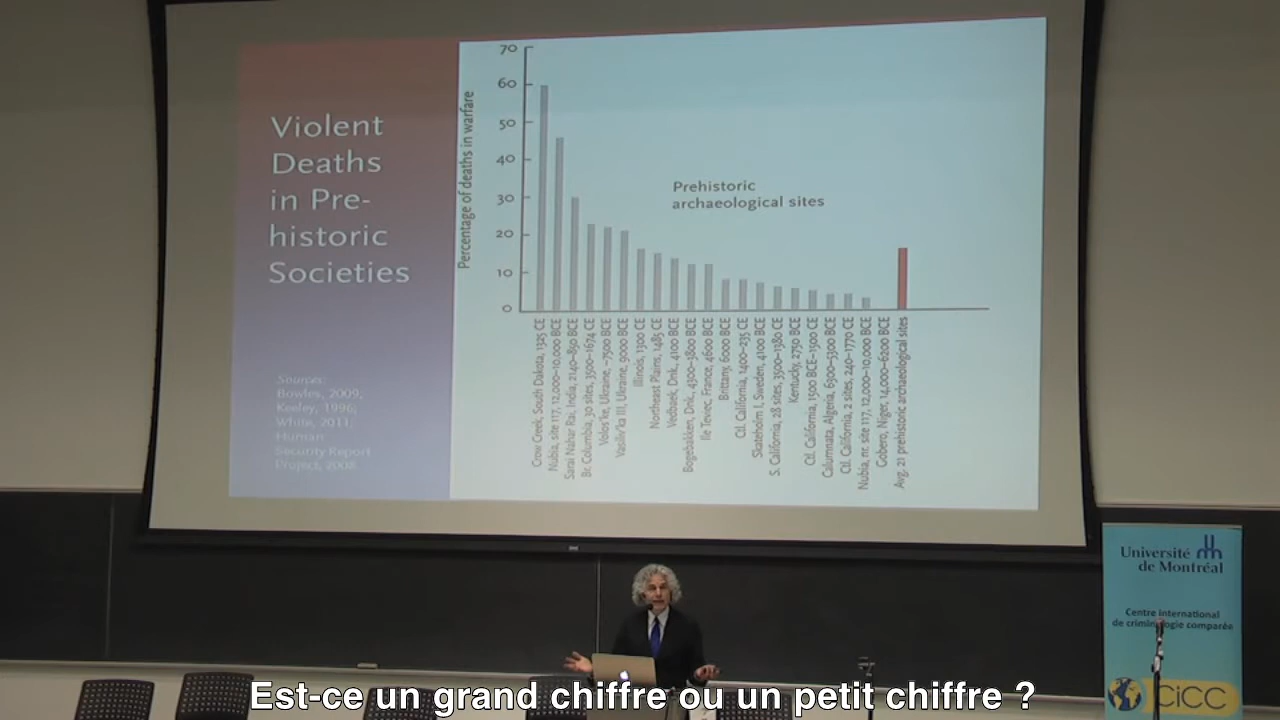 Violent
Deaths
in Pre-
historic
Societies
Sources:
Bowles, 2009;
Keeley, 1996;
White, 2011;
Human
Security Report
Project, 2008
Percentage of deaths in warfare
70
60
50
40
30
20
10
0
Prehistoric
archaeological sites
Crow Creek, South Dakota, 1325 CE
Nubia, site 117, 12,000–10,000 BCE
Sarai Nahar Rai, India, 2140–850 BCE
Br. Columbia, 30 sites, 3500–1674 CE
Volos'ke, Ukraine, ~7500 BCE
Vasiliv'ka III, Ukraine, 9000 BCE
Illinois, 1300 CE
Northeast Plains, 1485 CE
Vedbaek, Dnk., 4100 BCE
Bogebakken, Dnk., 4300–3800 BCE
Ile Teviec, France, 4600 BCE
Brittany, 6000 BCE
Ctl. California, 1400–235 CE
Skateholm I, Sweden, 4100 BCE
S. California, 28 sites, 3500–1380 CE
Kentucky, 2750 BCE
Ctl. California, 1500 BCE–1500 CE
Calumnata, Algeria, 6300–5300 BCE
Ctl. California, 2 sites, 240–1770 CE
Nubia, nr. site 117, 12,000–10,000 BCE
Gobero, Niger, 14,000–6200 BCE
Avg. 21 prehistoric archaeological sites
Université
de Montréal
Centre international
de criminologie comparée
CiCC
Est-ce un grand chiffre ou un petit chiffre ?